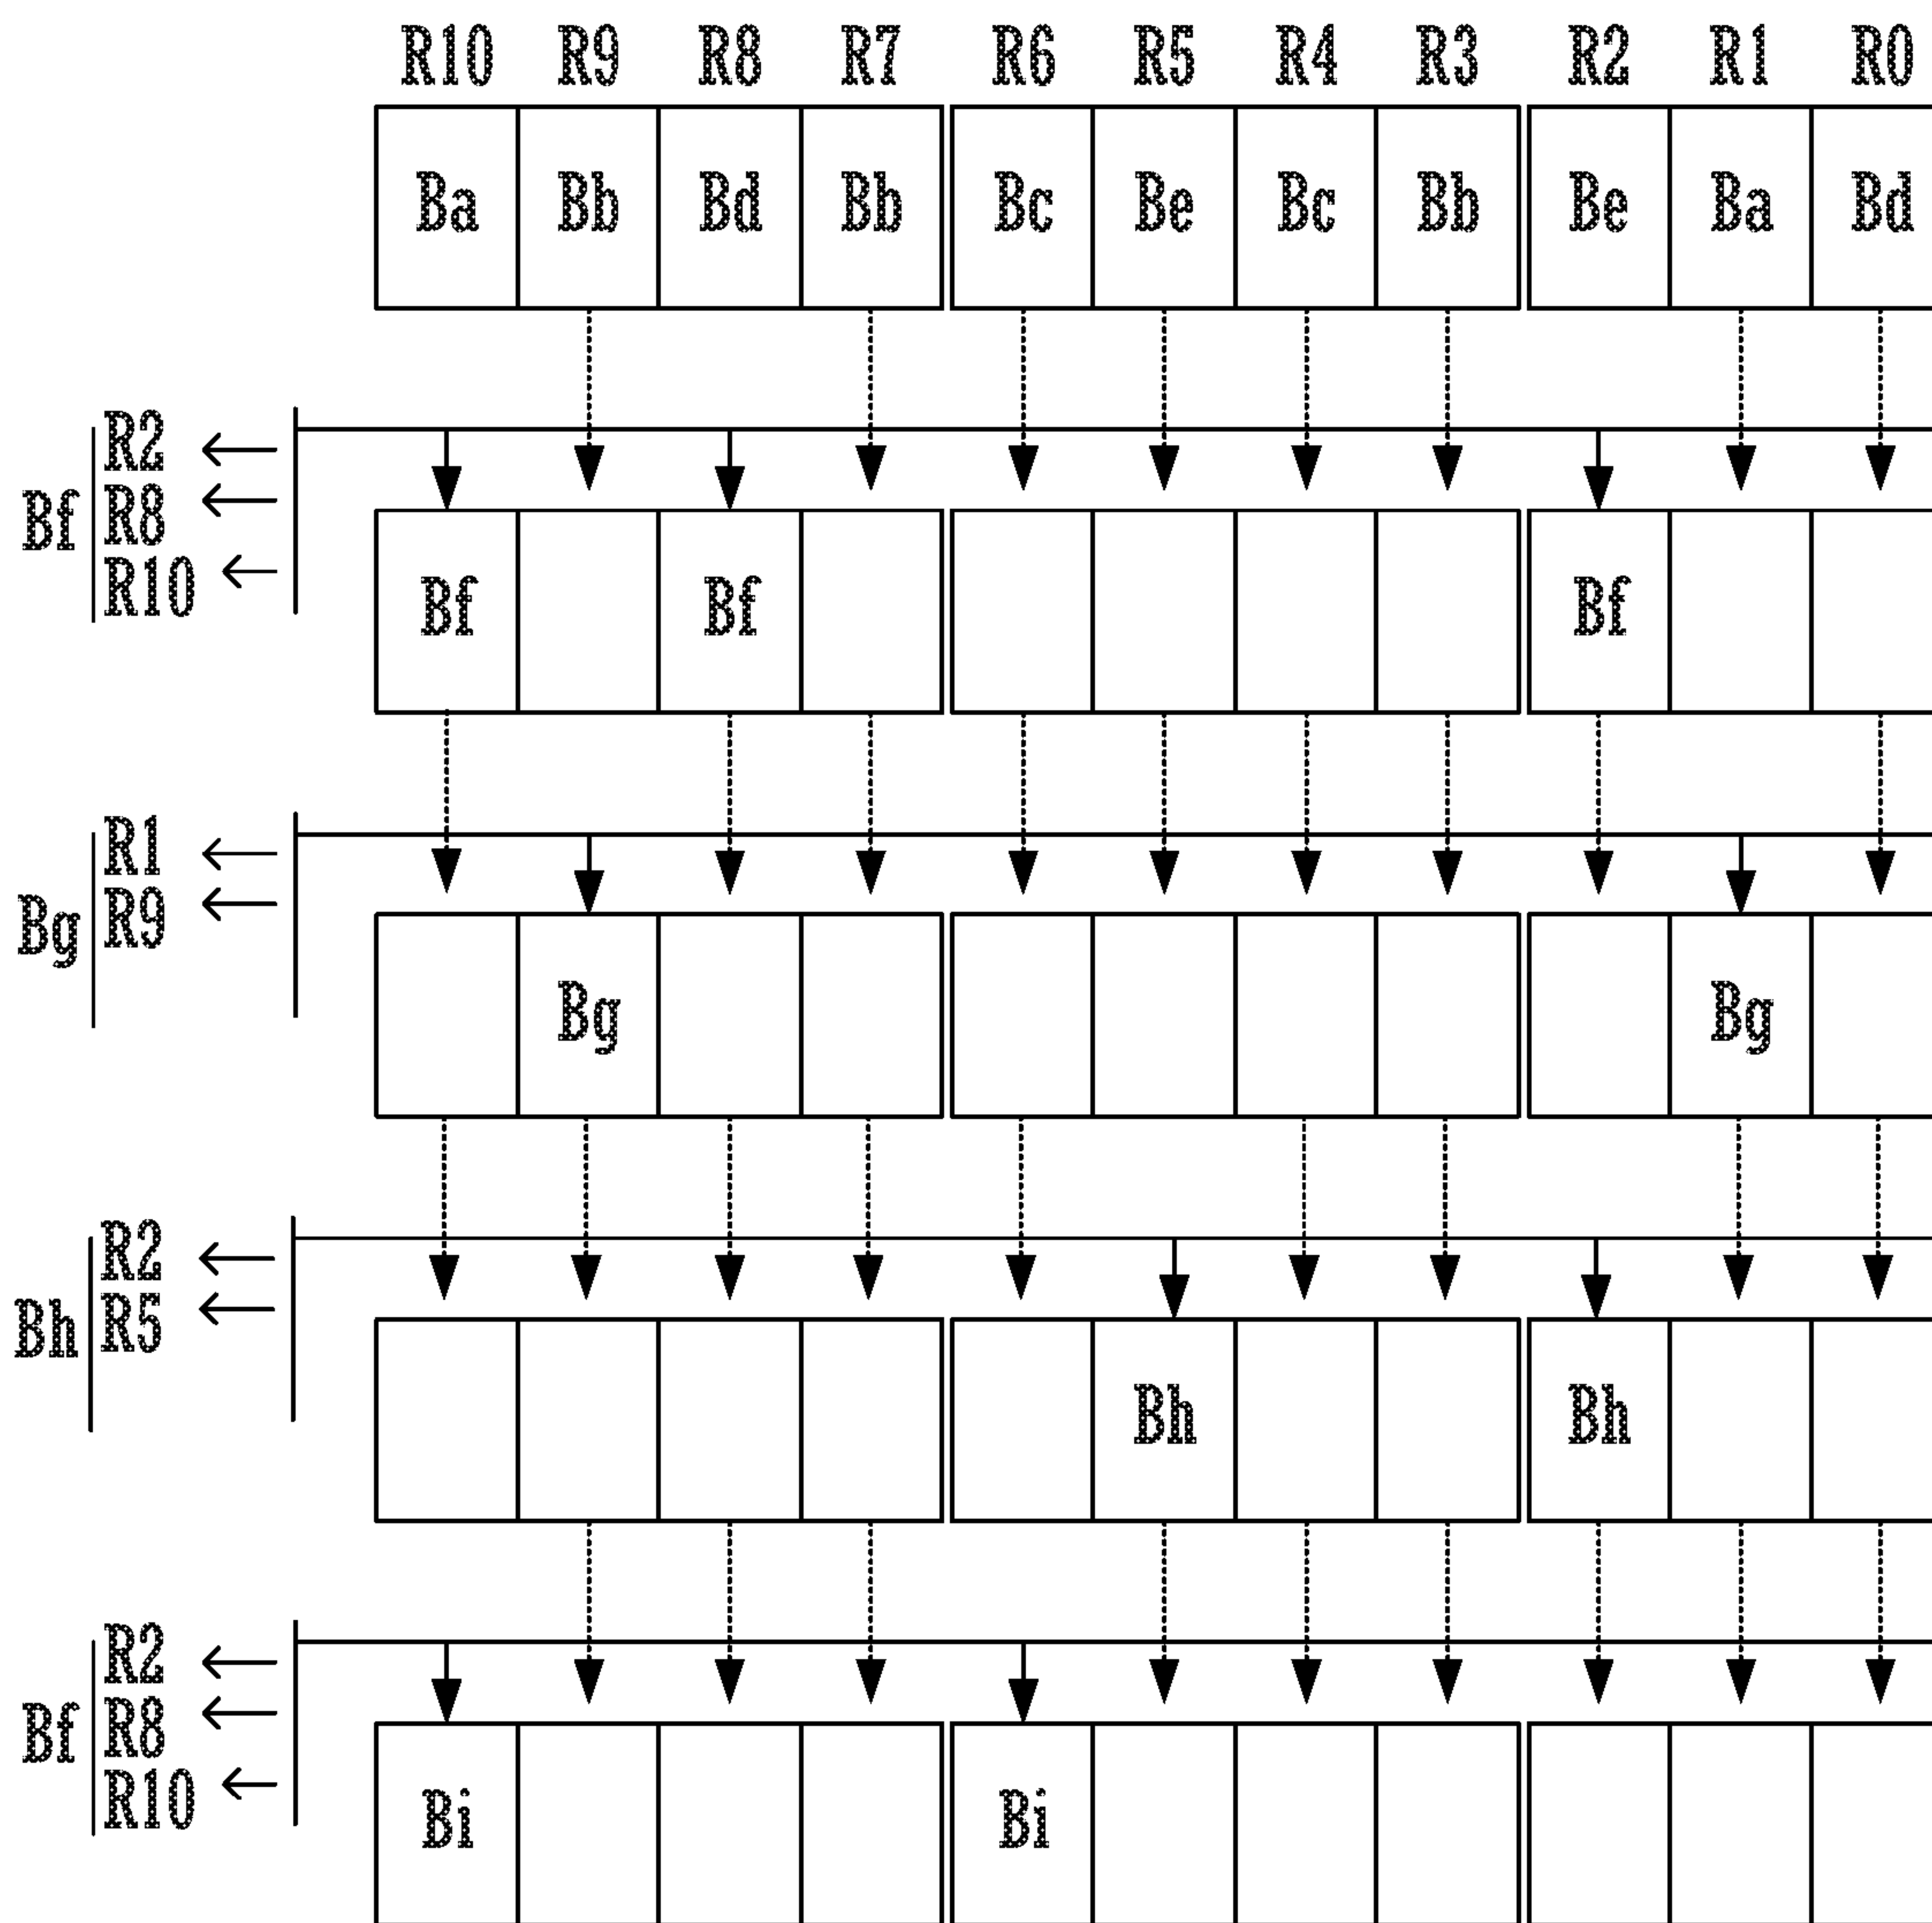 R10 R9 R8 R7 R6 R5 R4 R3 R2 R1 R0
Ba Bb Bd Bb Bc Be Bc Bb Be Ba Bd
R2
Bf R8
R10
Bf Bf Bf
R1
Bg R9
Bg Bg
R2
Bh R5
Bh Bh
R2
Bf R8
R10
Bi Bi